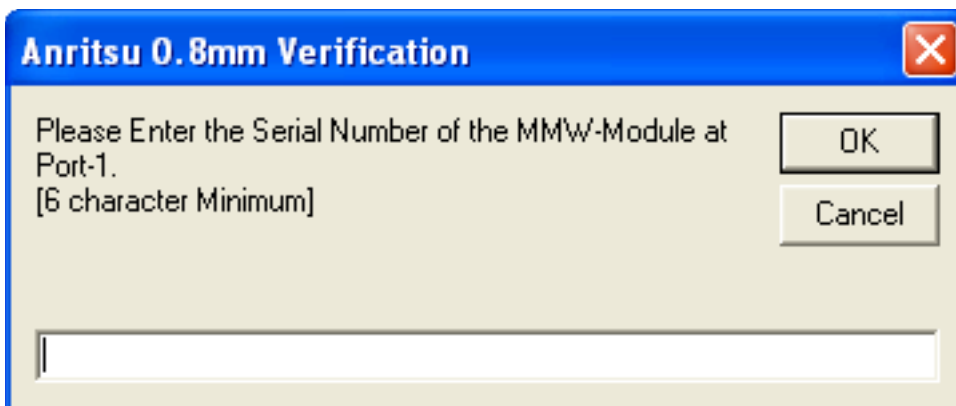 Anritsu 0.8mm Verification
Please Enter the Serial Number of the MMW-Module at
Port-1.
[6 character Minimum]
OK
Cancel